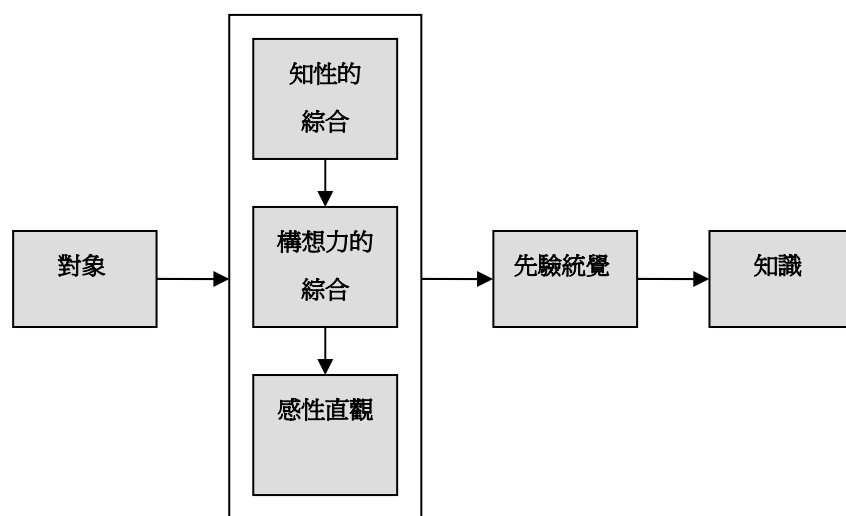 對象
知性的
綜合
構想力的
綜合
感性直觀
先驗統覺
知識